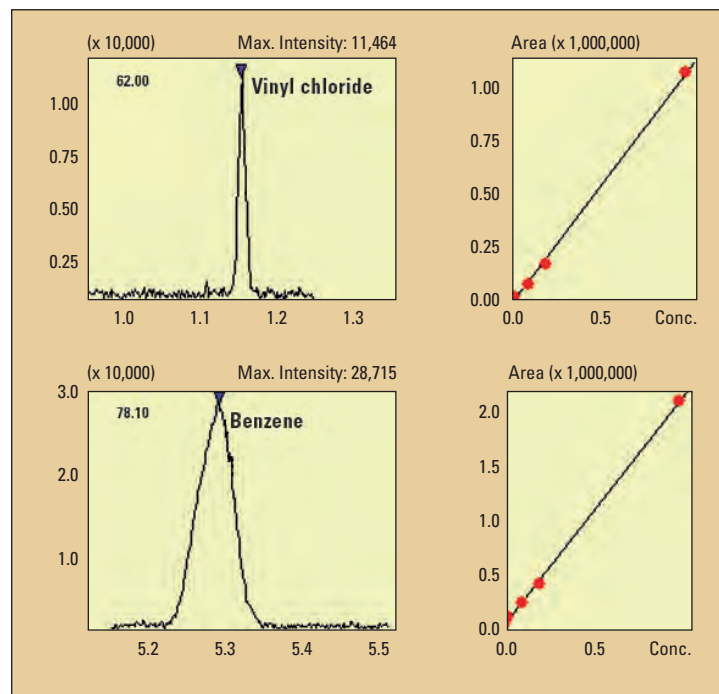 (x 10,000) Max. Intensity: 11,464
62.00
Vinyl chloride
1.00
0.75
0.50
0.25
1.0 1.1 1.2 1.3
Area (x 1,000,000)
1.00
0.75
0.50
0.25
0.00
0.0 0.5 Conc.
(x 10,000) Max. Intensity: 28,715
3.0
78.10
Benzene
2.0
1.0
5.2 5.3 5.4 5.5
Area (x 1,000,000)
2.0
1.5
1.0
0.5
0.0
0.0 0.5 Conc.